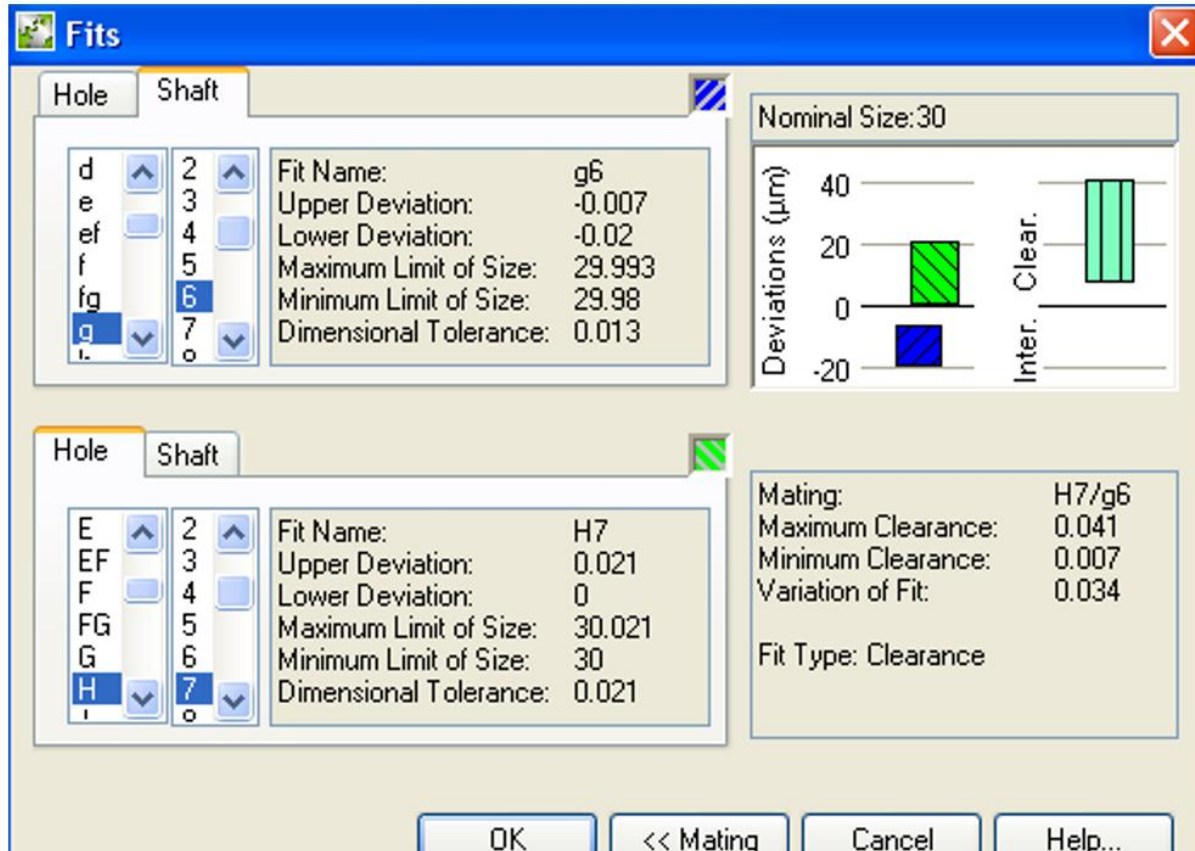 Fits
Hole Shaft
d 2
e 3
ef 4
f 5
fg 6
g 7
Fit Name: g6
Upper Deviation: -0.007
Lower Deviation: -0.02
Maximum Limit of Size: 29.993
Minimum Limit of Size: 29.98
Dimensional Tolerance: 0.013
Nominal Size:30
Deviations (µm)
40
20
0
-20
Inter. Clear.
Hole Shaft
E 2
EF 3
F 4
FG 5
G 6
H 7
Fit Name: H7
Upper Deviation: 0.021
Lower Deviation: 0
Maximum Limit of Size: 30.021
Minimum Limit of Size: 30
Dimensional Tolerance: 0.021
Mating: H7/g6
Maximum Clearance: 0.041
Minimum Clearance: 0.007
Variation of Fit: 0.034
Fit Type: Clearance
OK << Mating Cancel Help...